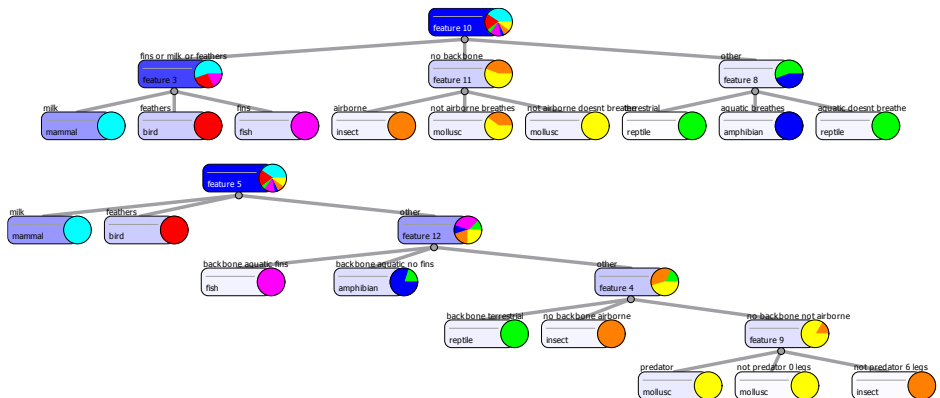 feature 10
fins or milk or feathers
no backbone
other
feature 3
feature 11
feature 8
milk
feathers
fins
airborne
not airborne breathes
not airborne doesnt breathe
terrestrial
aquatic breathes
aquatic doesnt breathe
mammal
bird
fish
insect
mollusc
mollusc
reptile
amphibian
reptile
feature 5
milk
feathers
other
mammal
bird
feature 12
backbone aquatic fins
backbone aquatic no fins
other
fish
amphibian
feature 4
backbone terrestrial
no backbone airborne
no backbone not airborne
reptile
insect
feature 9
predator
not predator 0 legs
not predator 6 legs
mollusc
mollusc
insect